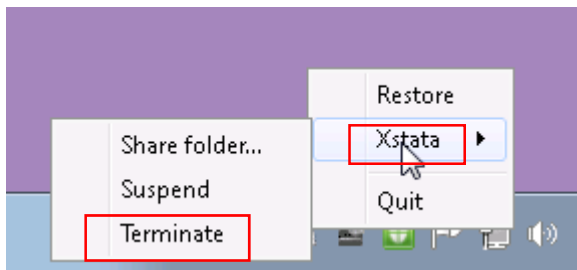 Restore
Xstata
Quit
Share folder...
Suspend
Terminate